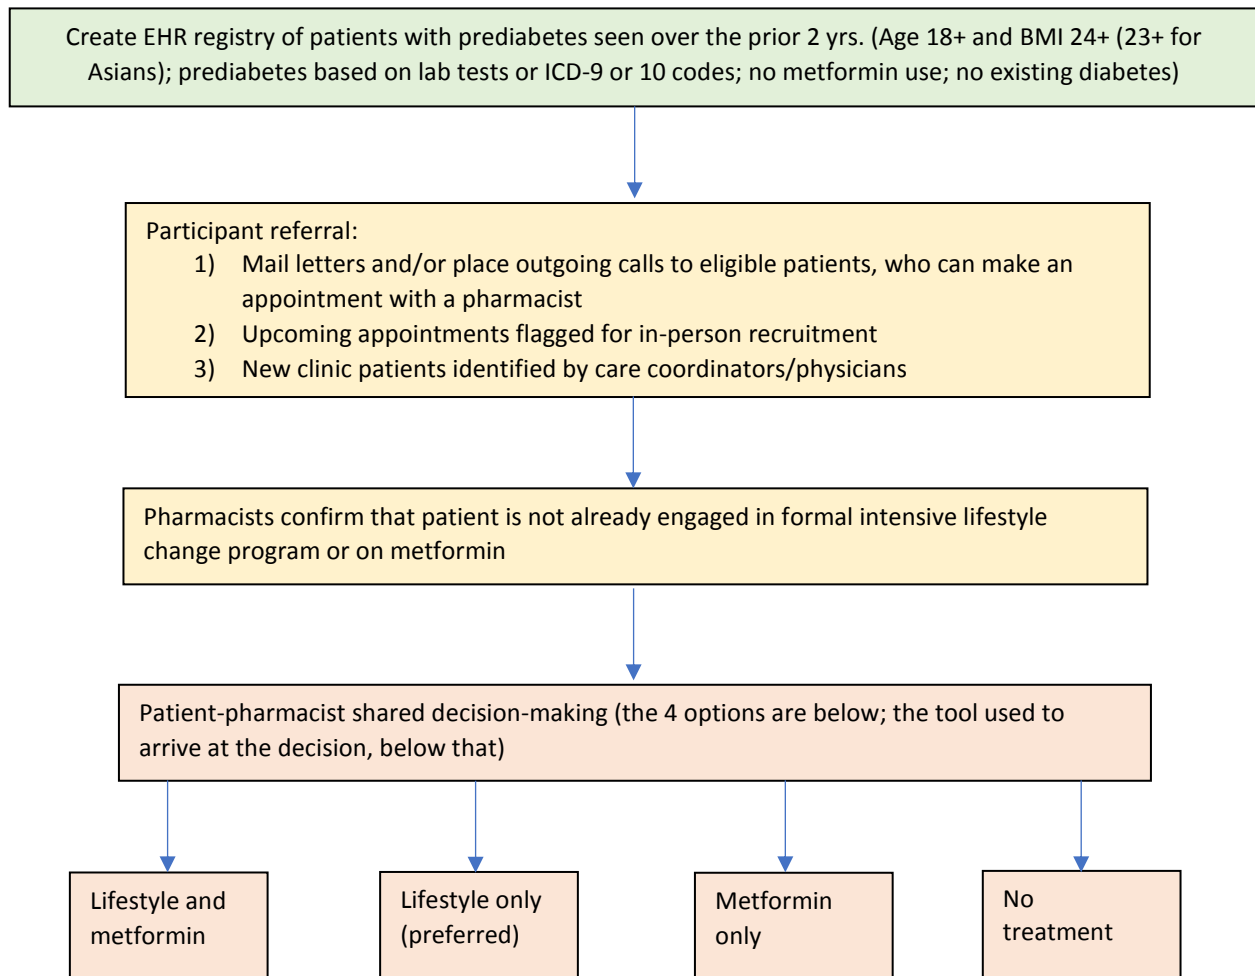 Create EHR registry of patients with prediabetes seen over the prior 2 yrs. (Age 18+ and BMI 24+ (23+ for
Asians); prediabetes based on lab tests or ICD-9 or 10 codes; no metformin use; no existing diabetes)
Participant referral:
1) Mail letters and/or place outgoing calls to eligible patients, who can make an
appointment with a pharmacist
2) Upcoming appointments flagged for in-person recruitment
3) New clinic patients identified by care coordinators/physicians
Pharmacists confirm that patient is not already engaged in formal intensive lifestyle
change program or on metformin
Patient-pharmacist shared decision-making (the 4 options are below; the tool used to
arrive at the decision, below that)
Lifestyle and
metformin
Lifestyle only
(preferred)
Metformin
only
No
treatment